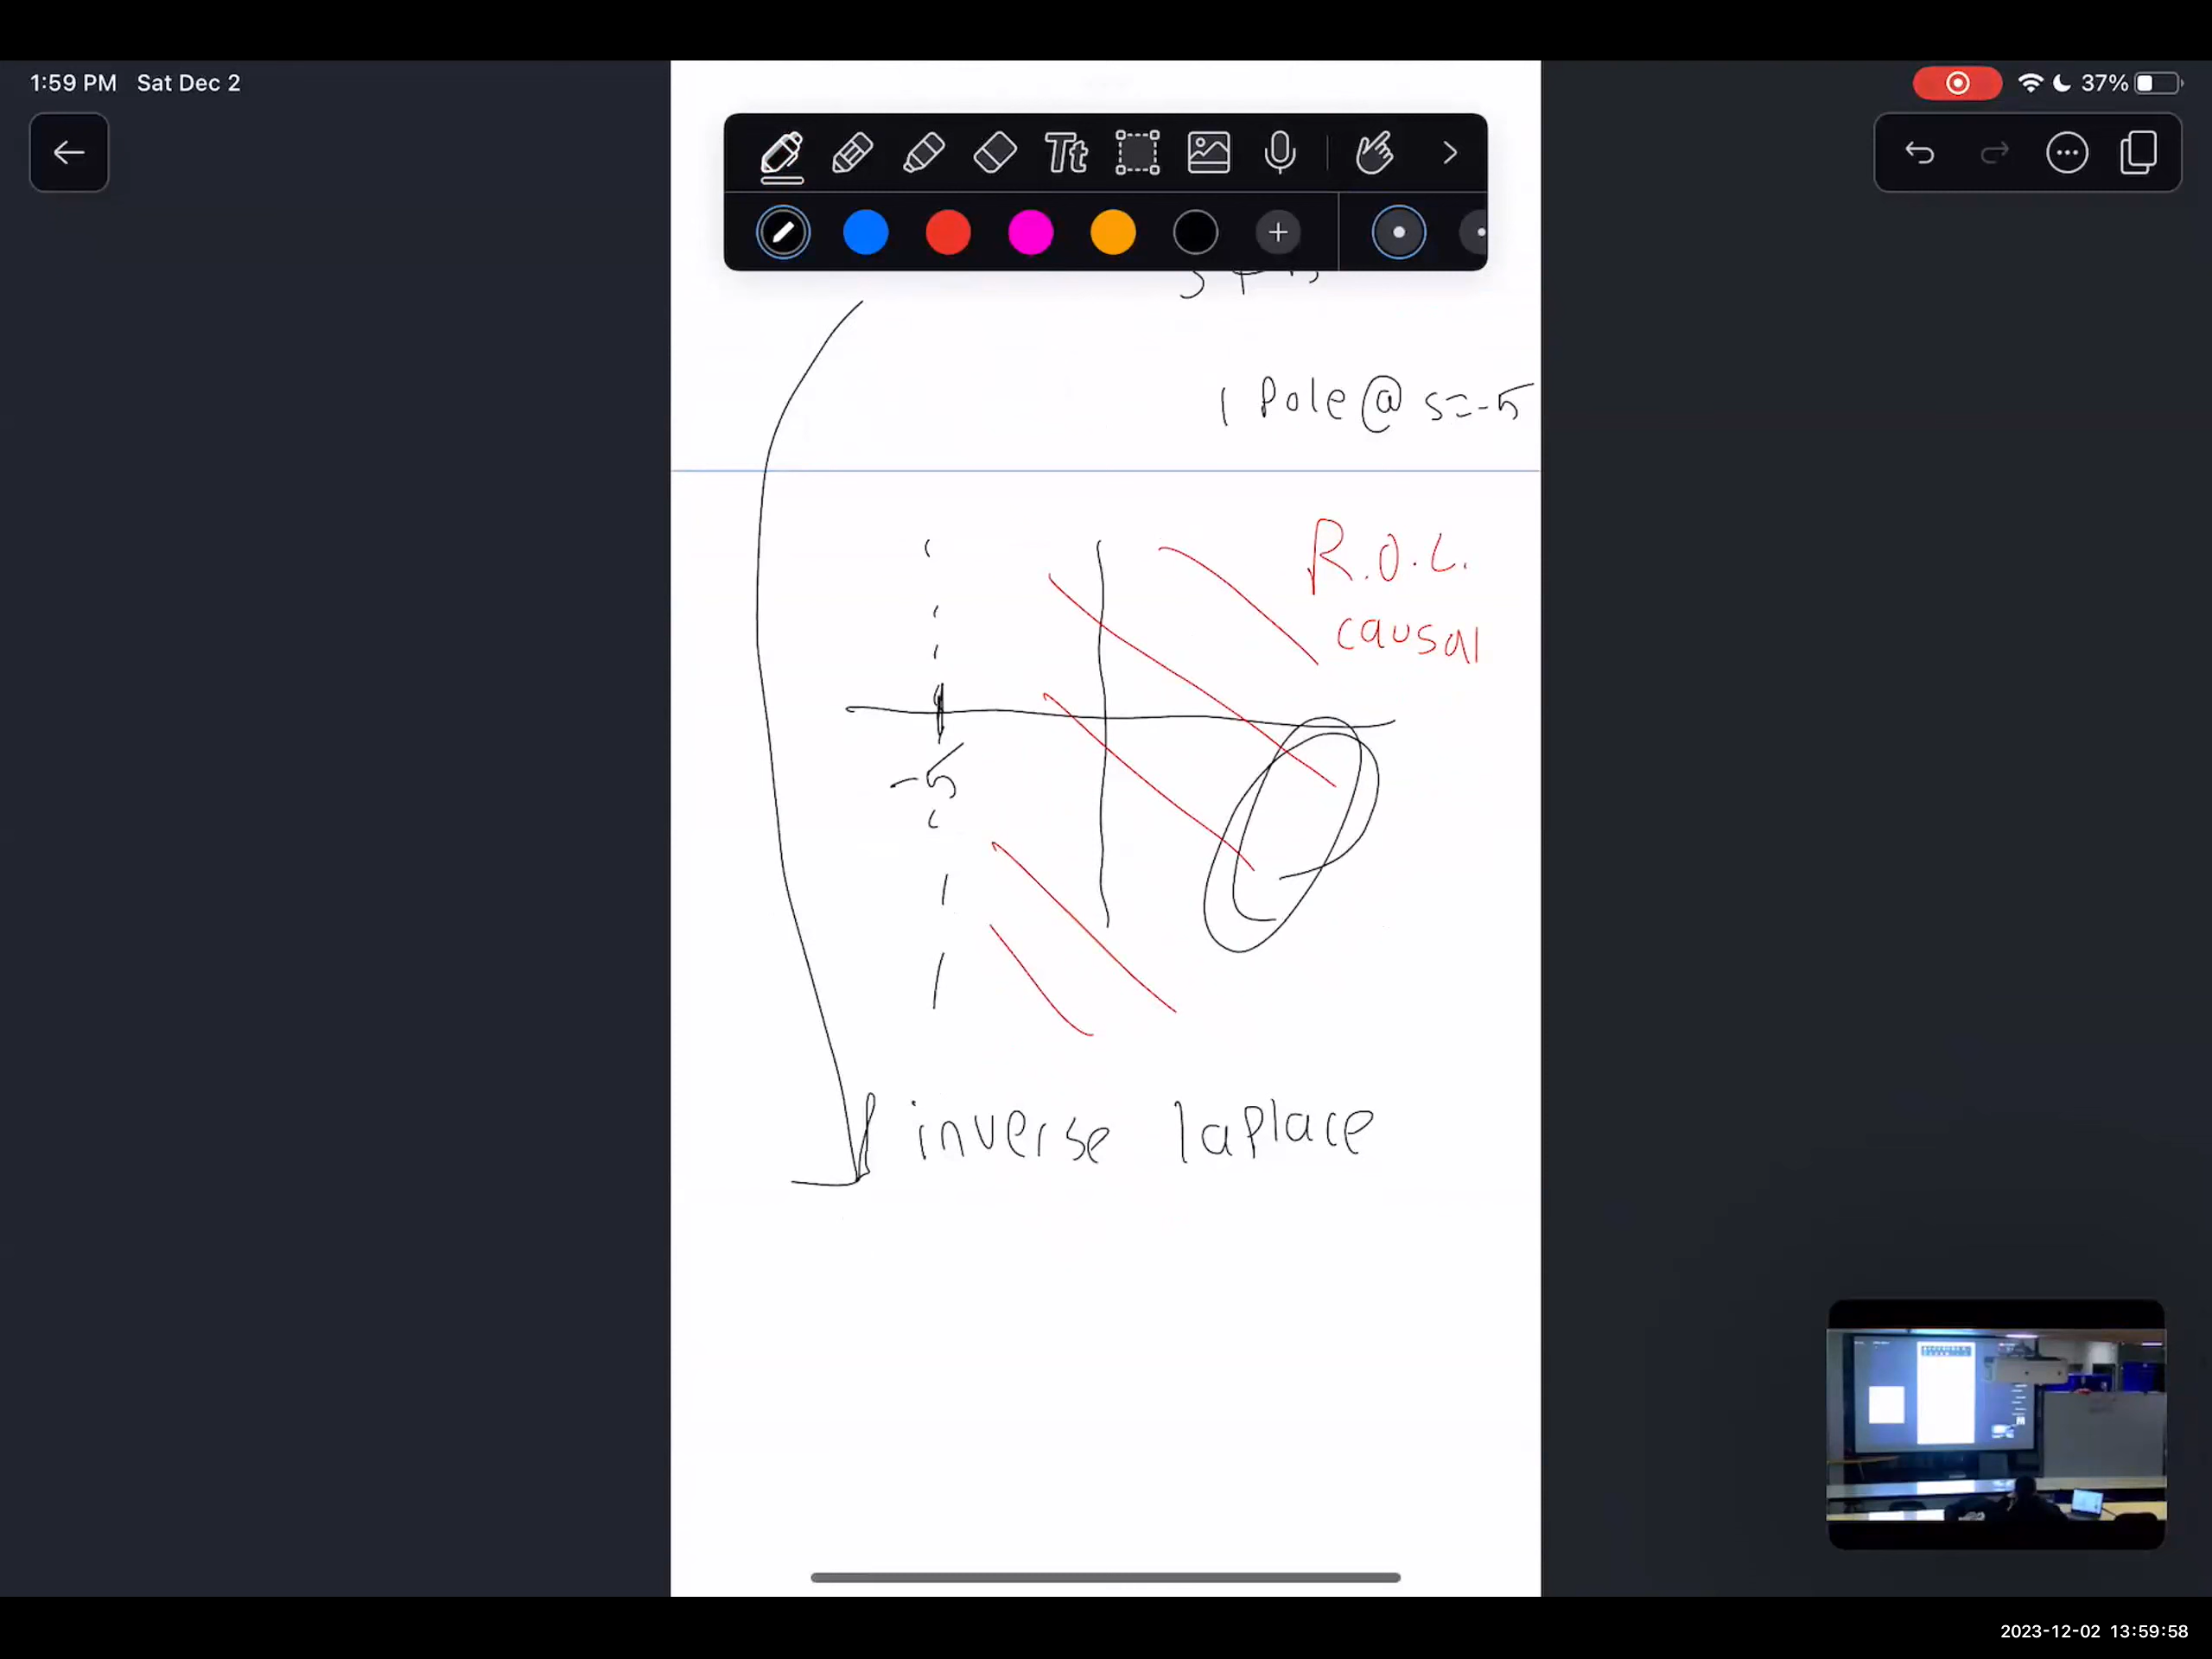 1:59 PM Sat Dec 2
37%
Tt
1 Pole @ s=-5
R.O.C.
causal
-5
inverse laplace
2023-12-02 13:59:58